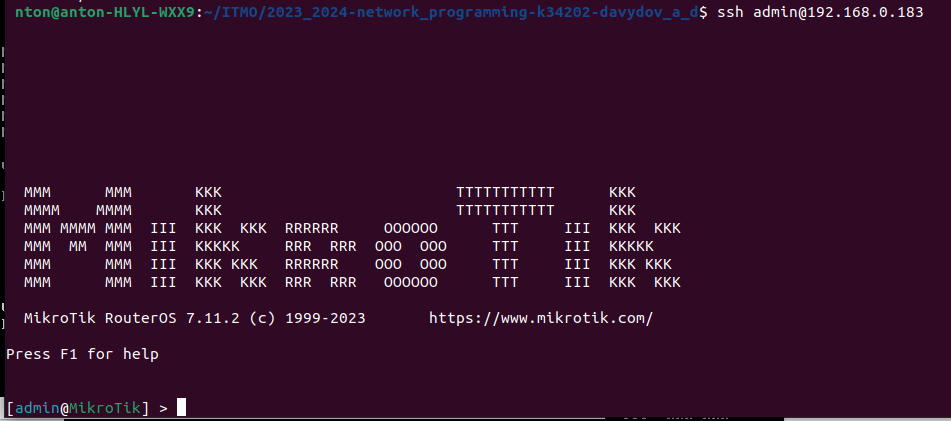 nton@anton-HLYL-WXX9:~/ITMO/2023_2024-network_programming-k34202-davydov_a_d$ ssh admin@192.168.0.183
  MMM      MMM       KKK                          TTTTTTTTTTT      KKK
  MMMM    MMMM       KKK                          TTTTTTTTTTT      KKK
  MMM MMMM MMM  III  KKK  KKK  RRRRRR     OOOOOO      TTT     III  KKK  KKK
  MMM  MM  MMM  III  KKKKK     RRR  RRR  OOO  OOO     TTT     III  KKKKK
  MMM      MMM  III  KKK KKK   RRRRRR    OOO  OOO     TTT     III  KKK KKK
  MMM      MMM  III  KKK  KKK  RRR  RRR   OOOOOO      TTT     III  KKK  KKK
  MikroTik RouterOS 7.11.2 (c) 1999-2023       https://www.mikrotik.com/
Press F1 for help
[admin@MikroTik] >